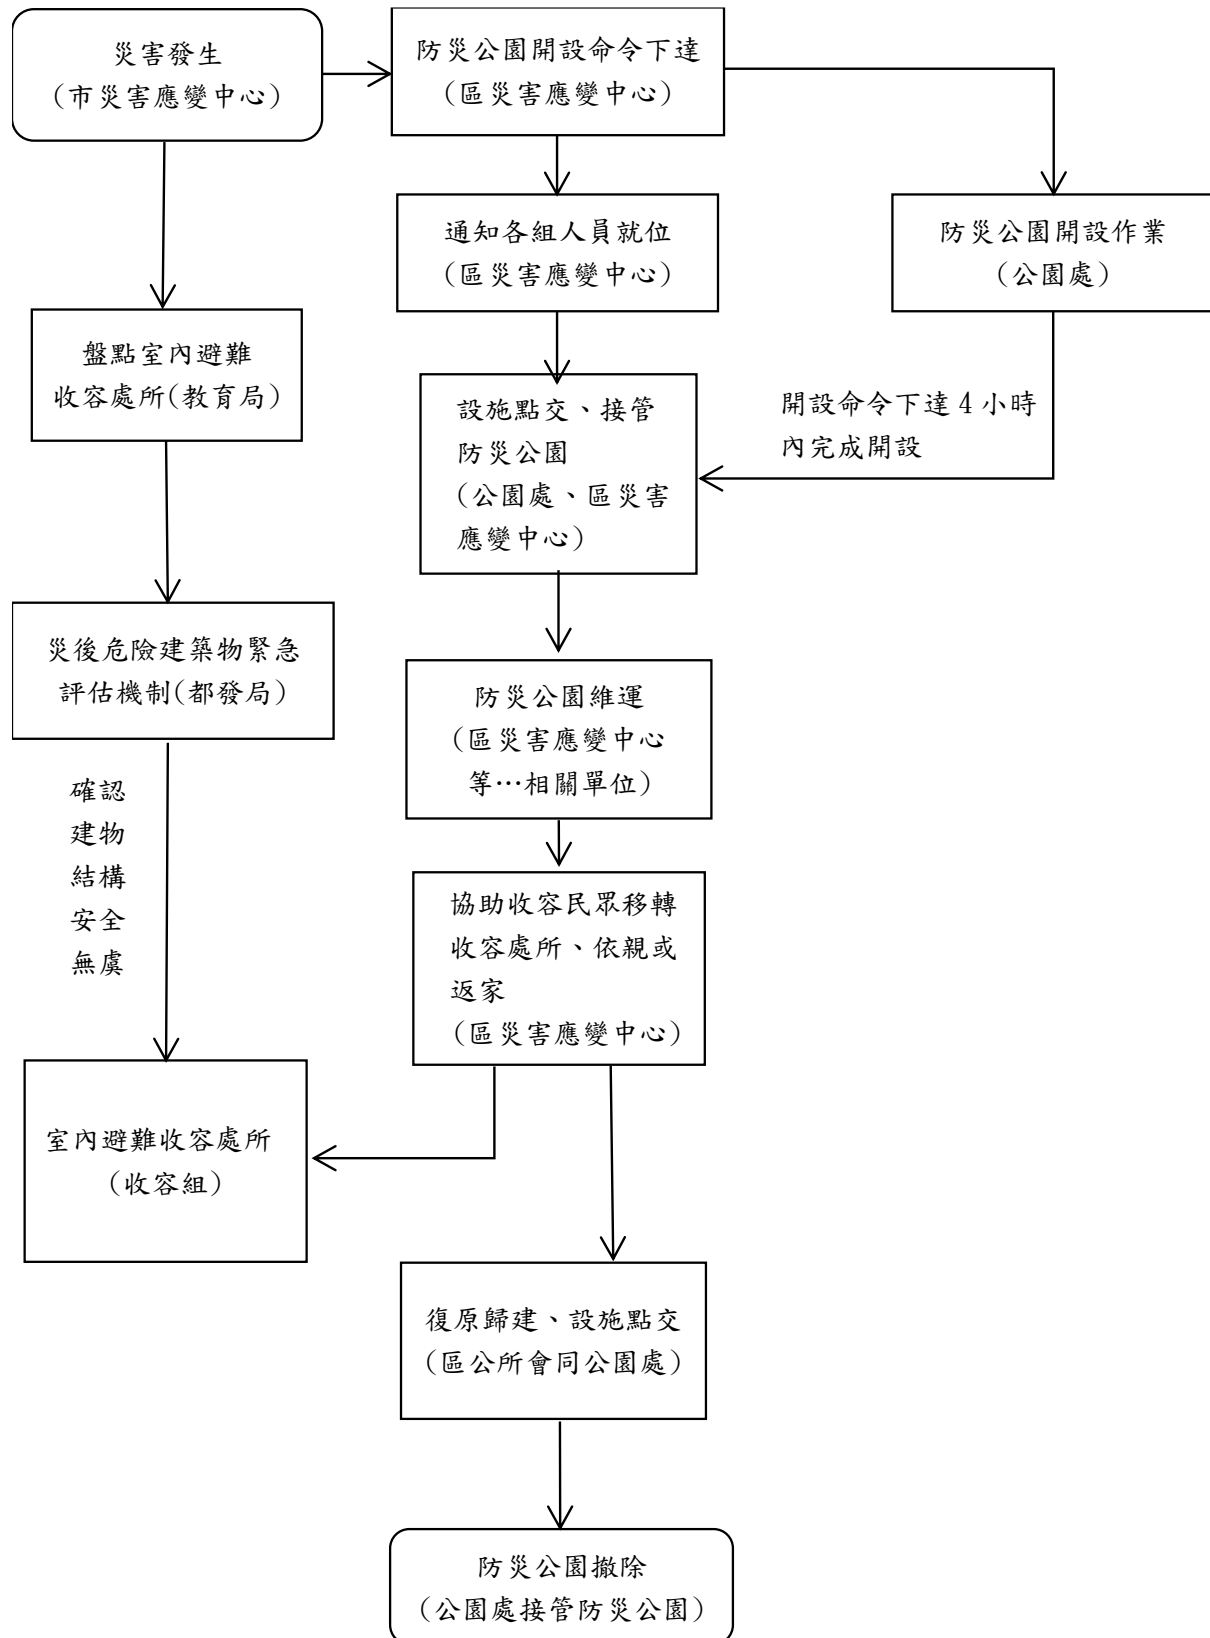 災害發生
(市災害應變中心)
防災公園開設命令下達
(區災害應變中心)
通知各組人員就位
(區災害應變中心)
防災公園開設作業
(公園處)
盤點室內避難
收容處所(教育局)
設施點交、接管
防災公園
(公園處、區災害
應變中心)
開設命令下達 4 小時
內完成開設
災後危險建築物緊急
評估機制(都發局)
防災公園維運
(區災害應變中心
等…相關單位)
確認
建物
結構
安全
無虞
協助收容民眾移轉
收容處所、依親或
返家
(區災害應變中心)
室內避難收容處所
(收容組)
復原歸建、設施點交
(區公所會同公園處)
防災公園撤除
(公園處接管防災公園)